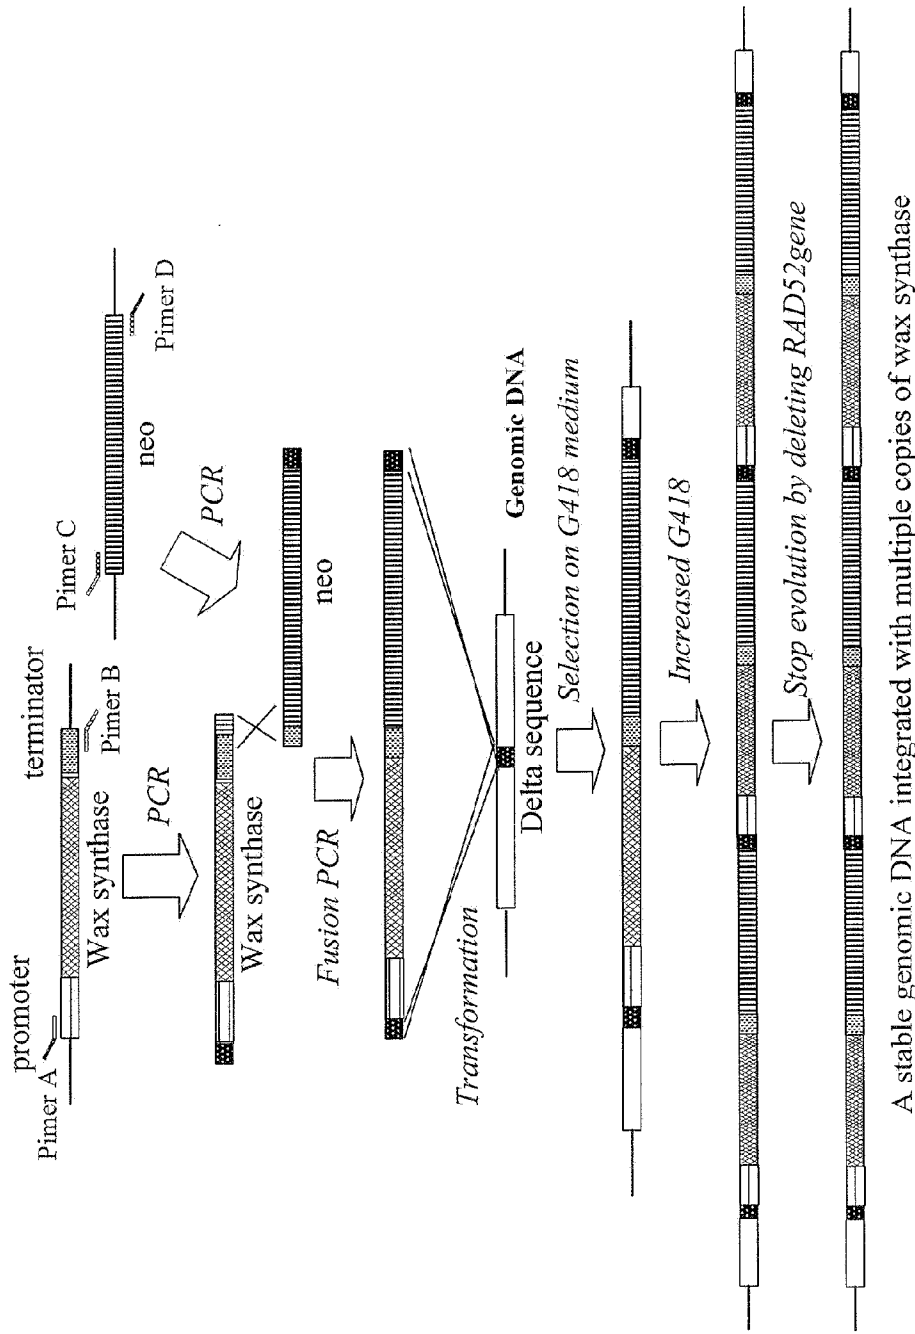 promoter
terminator
Pimer A
Pimer C
Wax synthase
Pimer B
neo
Pimer D
PCR
PCR
Wax synthase
neo
Fusion PCR
Transformation
Genomic DNA
Delta sequence
Selection on G418 medium
Increased G418
Stop evolution by deleting RAD52gene
A stable genomic DNA integrated with multiple copies of wax synthase